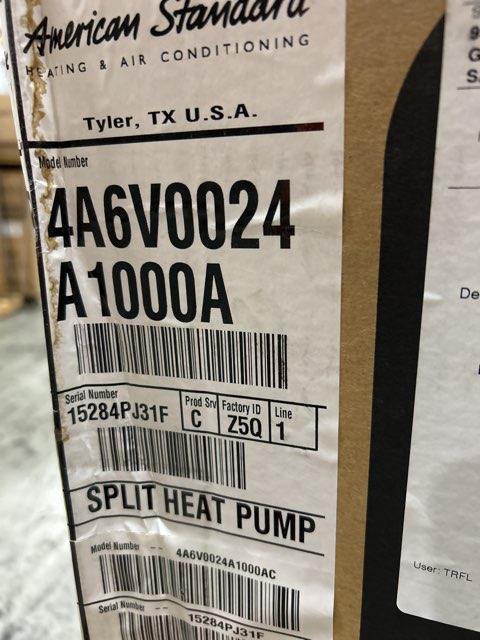 American Standard
HEATING & AIR CONDITIONING
Tyler, TX U.S.A.
Model Number
4A6V0024
A1000A
Serial Number
15284PJ31F
Prod Srv
C
Factory ID
Z5Q
Line
1
SPLIT HEAT PUMP
Model Number --
4A6V0024A1000AC
Serial Number --
15284PJ31F
De
User: TRFL